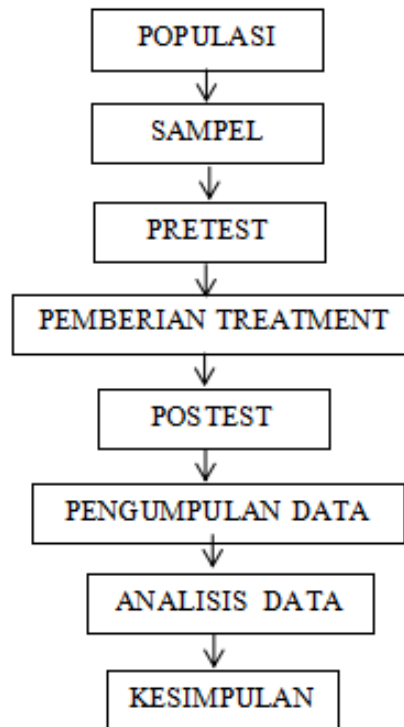 POPULASI
SAMPEL
PRETEST
PEMBERIAN TREATMENT
POSTEST
PENGUMPULAN DATA
ANALISIS DATA
KESIMPULAN